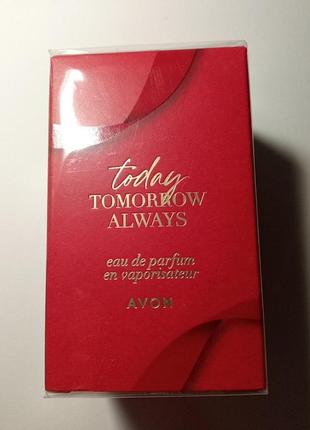 today
TOMORROW
ALWAYS
eau de parfum
en vaporisateur
AVON